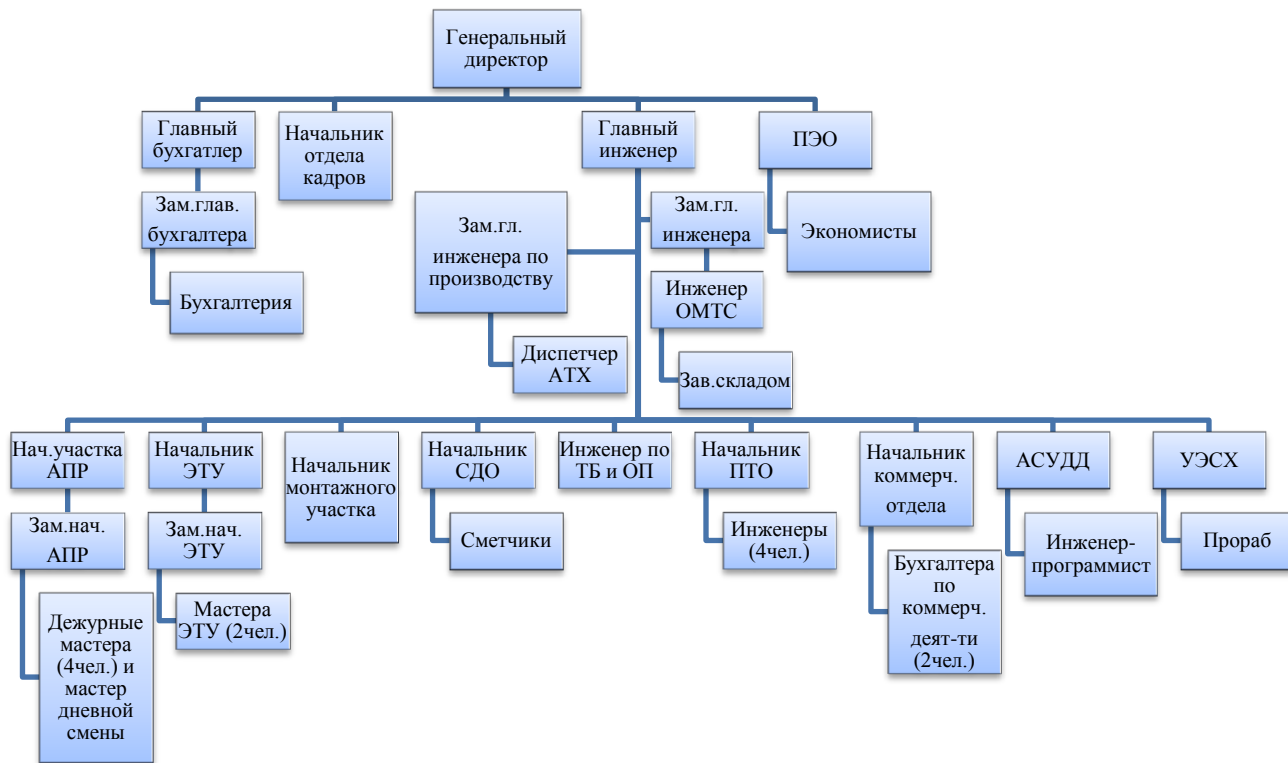 Генеральный
директор
Главный
бухгатлер
Начальник
отдела
кадров
Главный
инженер
ПЭО
Зам.глав.
бухгалтера
Зам.гл.
инженера по
производству
Зам.гл.
инженера
Экономисты
Бухгалтерия
Инженер
ОМТС
Диспетчер
АТХ
Зав.складом
Нач.участка
АПР
Начальник
ЭТУ
Начальник
монтажного
участка
Начальник
СДО
Инженер по
ТБ и ОП
Начальник
ПТО
Начальник
коммерч.
отдела
АСУДД
УЭСХ
Зам.нач.
АПР
Зам.нач.
ЭТУ
Сметчики
Инженеры
(4чел.)
Инженер-
программист
Прораб
Дежурные
мастера
(4чел.) и
мастер
дневной
смены
Мастера
ЭТУ (2чел.)
Бухгалтера
по
коммерч.
деят-ти
(2чел.)